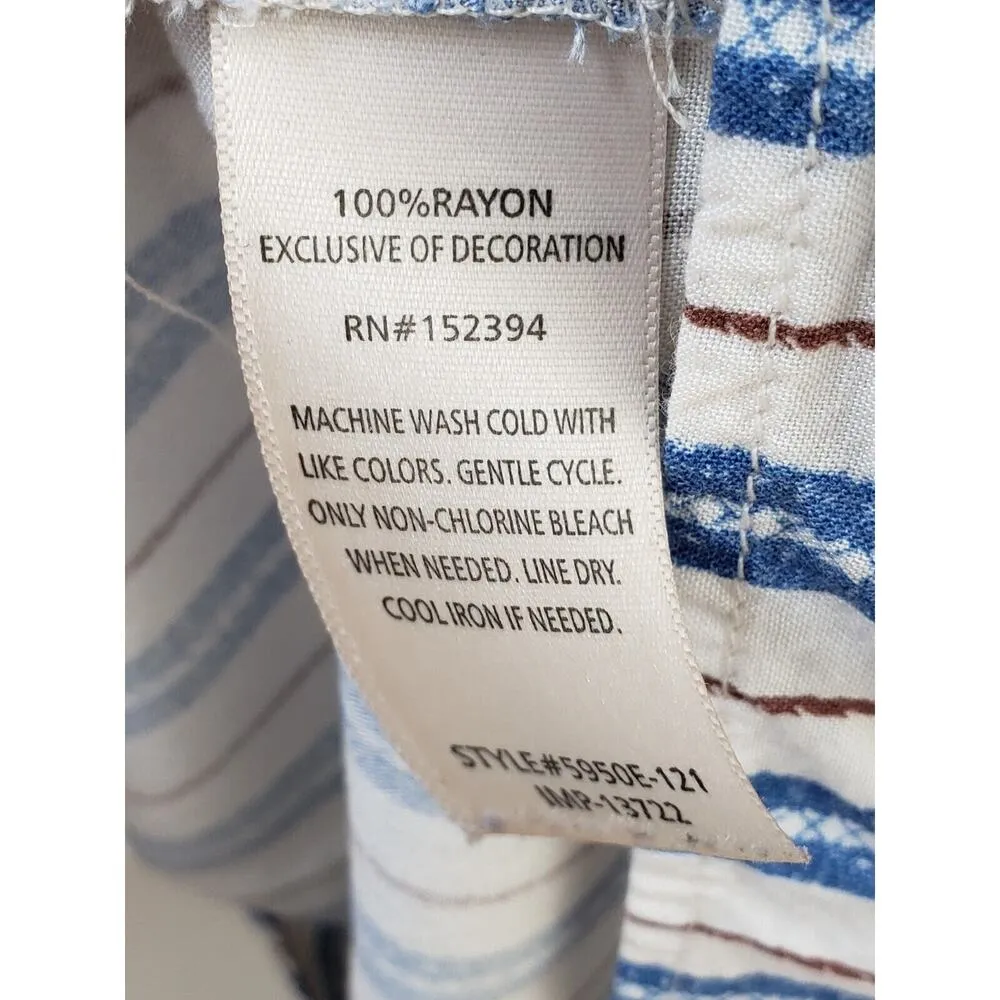 100%RAYON
EXCLUSIVE OF DECORATION
RN#152394
MACHINE WASH COLD WITH
LIKE COLORS. GENTLE CYCLE.
ONLY NON-CHLORINE BLEACH
WHEN NEEDED. LINE DRY.
COOL IRON IF NEEDED.
STYLE#5950E-121
IMP-13722